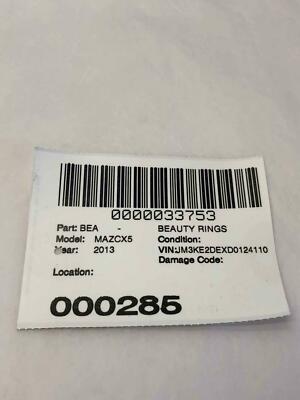 0000033753
Part: BEA - BEAUTY RINGS
Model: MAZCX5 Condition:
Year: 2013 VIN:JM3KE2DEXD0124110
Damage Code:
Location:
000285